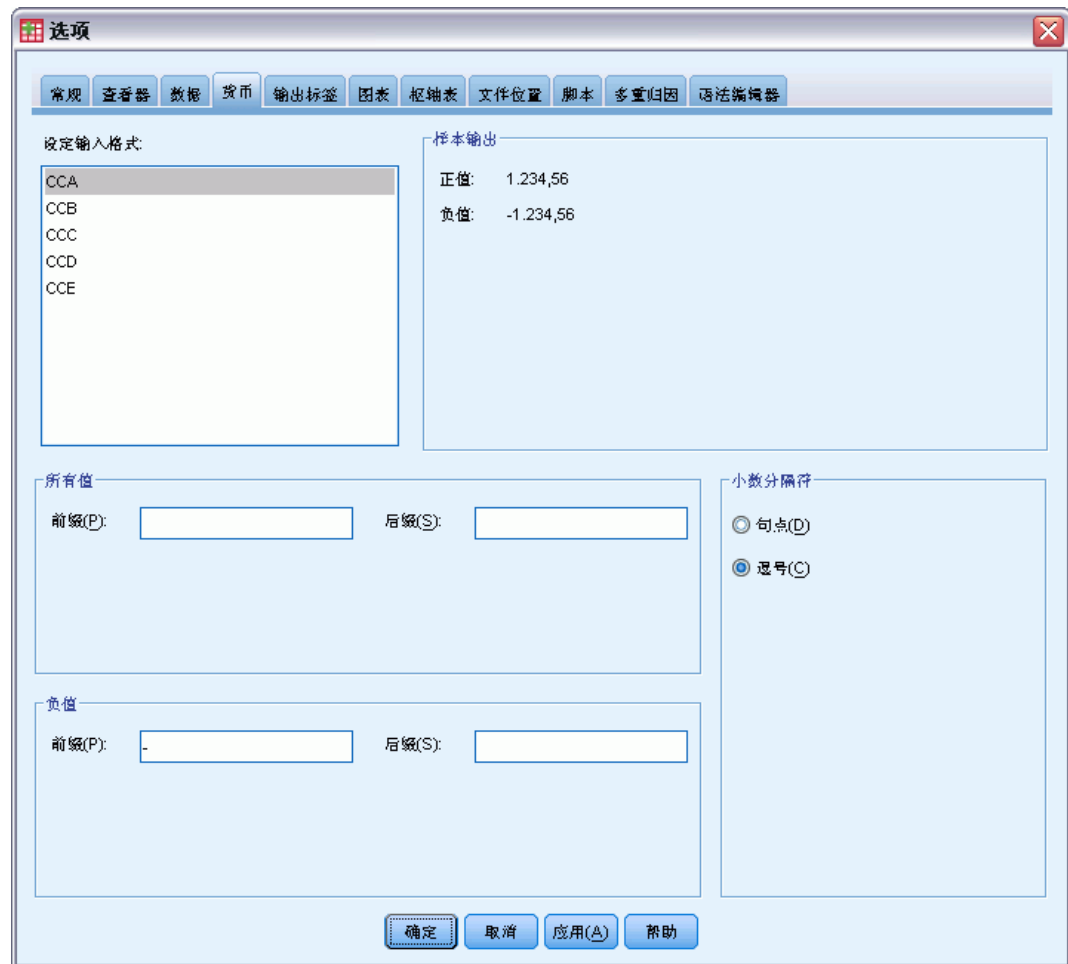 选项
常规 查看器 数据 货币 输出标签 图表 枢轴表 文件位置 脚本 多重归因 语法编辑器
设定输入格式:
CCA
CCB
CCC
CCD
CCE
样本输出
正值: 1.234,56
负值: -1.234,56
所有值
前缀(P): 后缀(S):
小数分隔符
句点(D)
逗号(C)
负值
前缀(P): - 后缀(S):
确定 取消 应用(A) 帮助